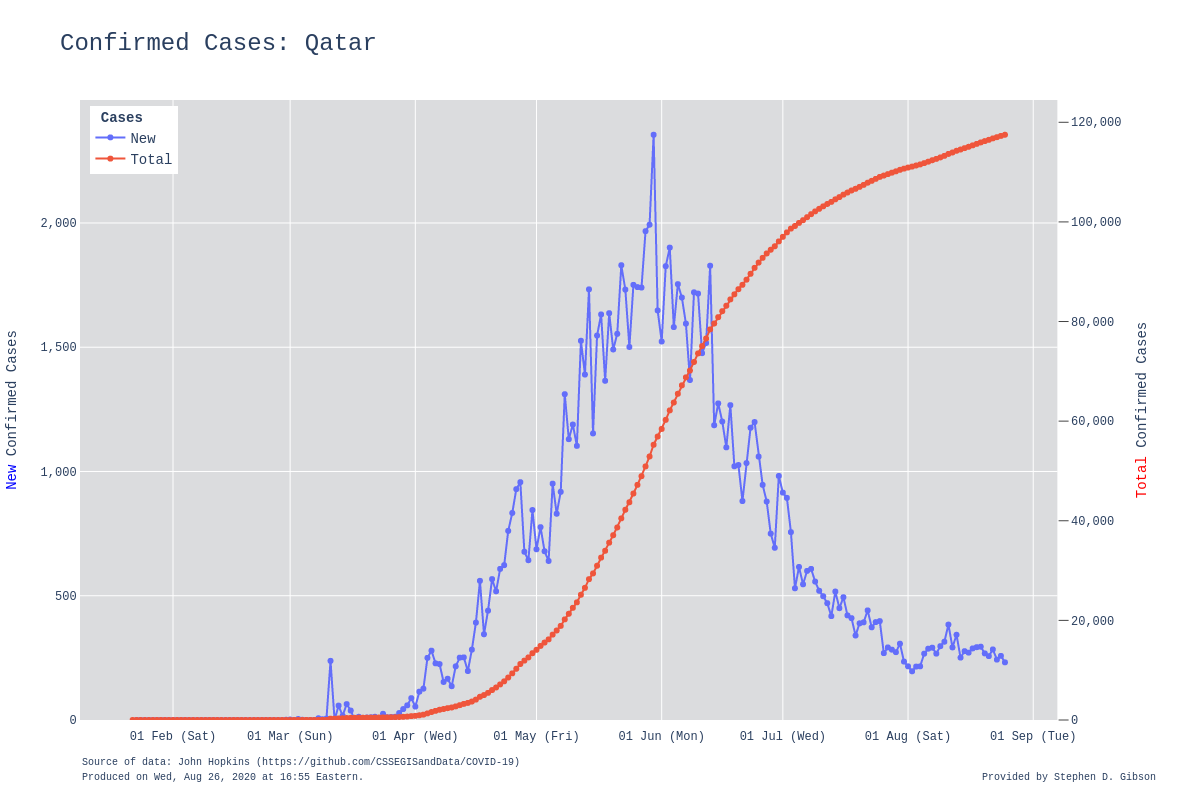 Confirmed Cases: Qatar
Cases
New
Total
2,000
1,500
1,000
500
0
New Confirmed Cases
120,000
100,000
80,000
60,000
40,000
20,000
0
Total Confirmed Cases
01 Feb (Sat) 01 Mar (Sun) 01 Apr (Wed) 01 May (Fri) 01 Jun (Mon) 01 Jul (Wed) 01 Aug (Sat) 01 Sep (Tue)
Source of data: John Hopkins (https://github.com/CSSEGISandData/COVID-19)
Produced on Wed, Aug 26, 2020 at 16:55 Eastern.
Provided by Stephen D. Gibson